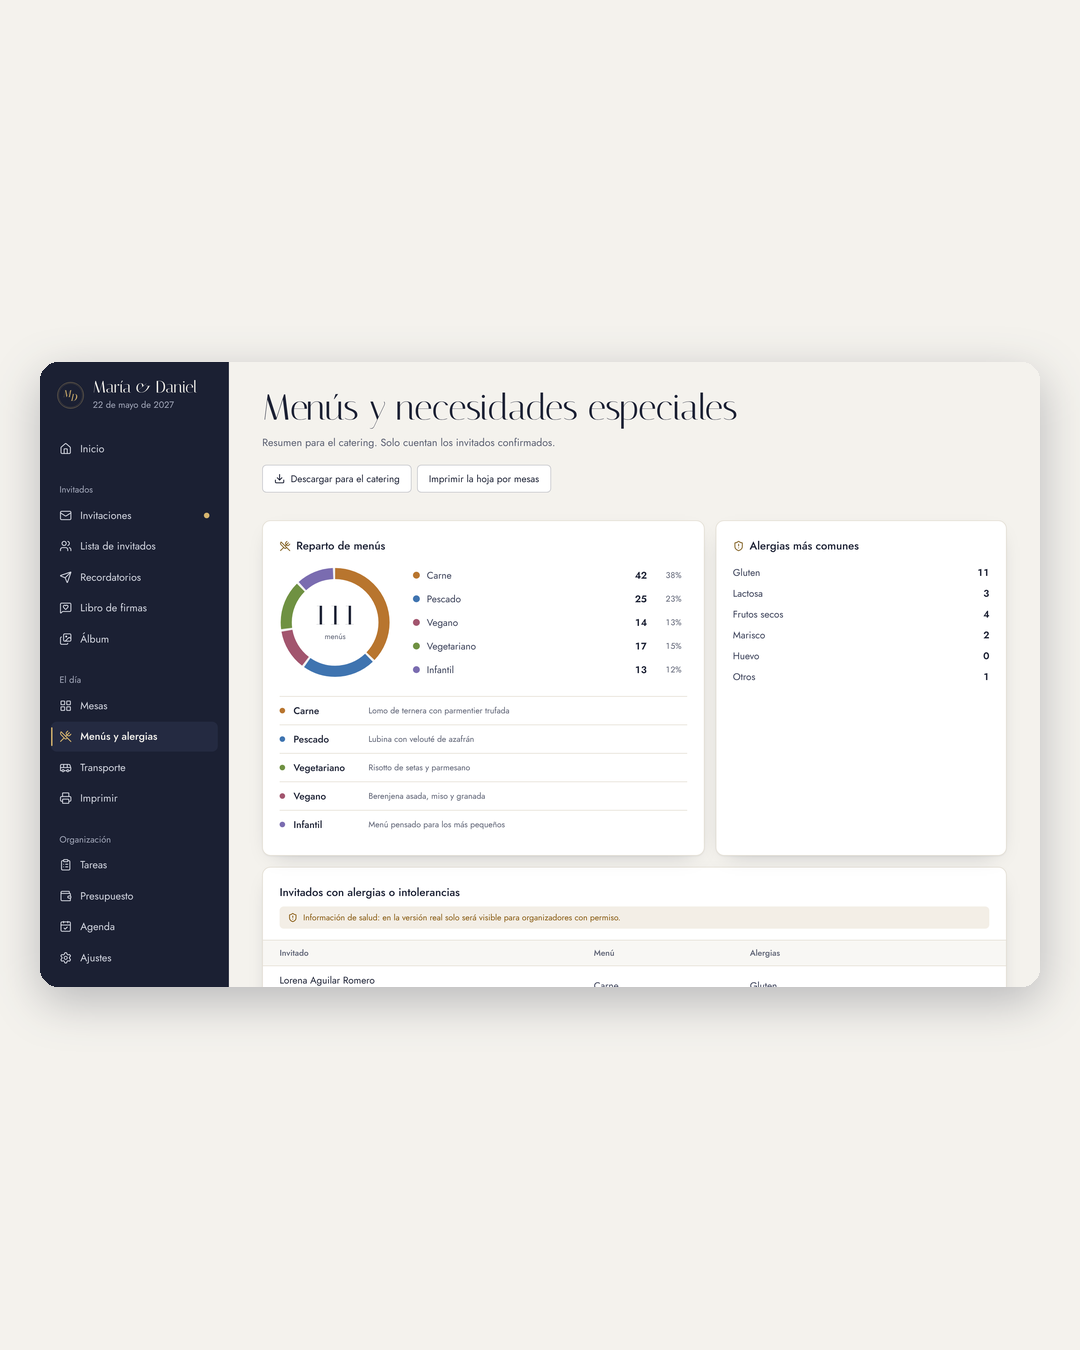 MD
María & Daniel
22 de mayo de 2027
Inicio
Invitados
Invitaciones
Lista de invitados
Recordatorios
Libro de firmas
Álbum
El día
Mesas
Menús y alergias
Transporte
Imprimir
Organización
Tareas
Presupuesto
Agenda
Ajustes
Menús y necesidades especiales
Resumen para el catering. Solo cuentan los invitados confirmados.
Descargar para el catering
Imprimir la hoja por mesas
Reparto de menús
111
menús
Carne 42 38%
Pescado 25 23%
Vegano 14 13%
Vegetariano 17 15%
Infantil 13 12%
Carne Lomo de ternera con parmentier trufada
Pescado Lubina con velouté de azafrán
Vegetariano Risotto de setas y parmesano
Vegano Berenjena asada, miso y granada
Infantil Menú pensado para los más pequeños
Alergias más comunes
Gluten 11
Lactosa 3
Frutos secos 4
Marisco 2
Huevo 0
Otros 1
Invitados con alergias o intolerancias
Información de salud: en la versión real solo será visible para organizadores con permiso.
Invitado Menú Alergias
Lorena Aguilar Romero Carne Gluten